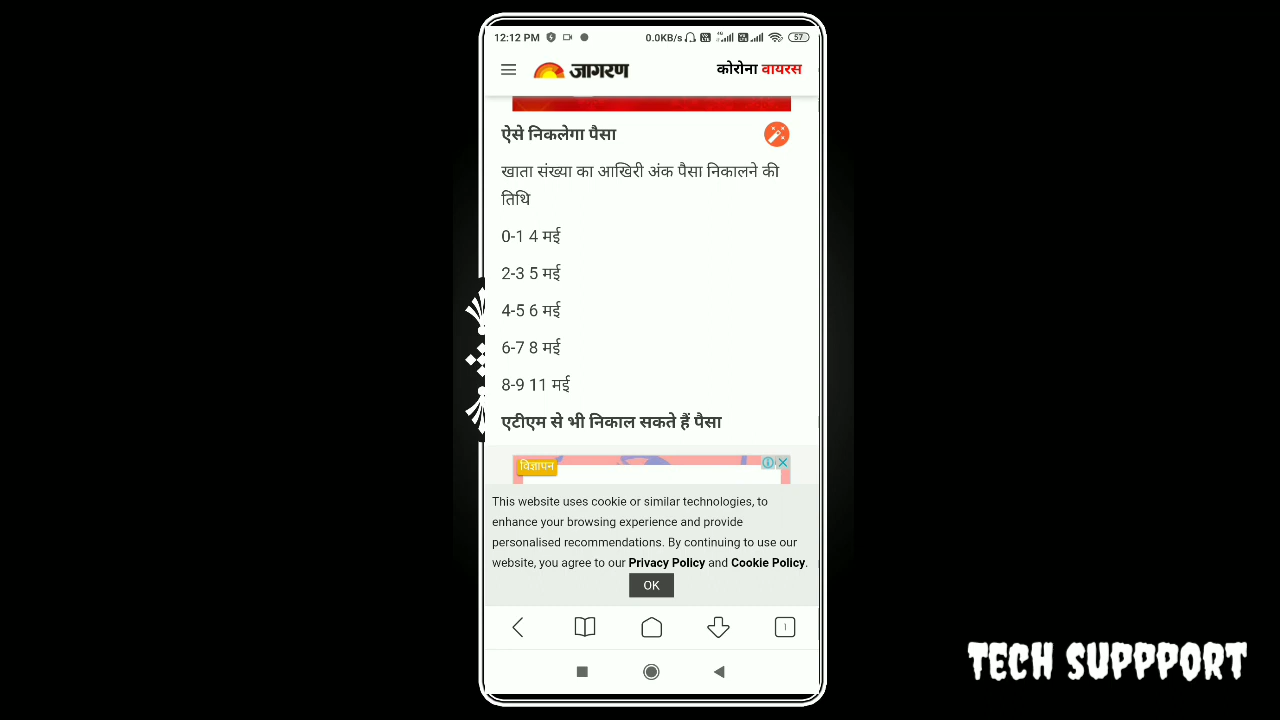 12:12 PM 0.0KB/s 57
जागरण कोरोना वायरस
ऐसे निकलेगा पैसा
खाता संख्या का आखिरी अंक पैसा निकालने की
तिथि
0-1 4 मई
2-3 5 मई
4-5 6 मई
6-7 8 मई
8-9 11 मई
एटीएम से भी निकाल सकते हैं पैसा
विज्ञापन
This website uses cookie or similar technologies, to
enhance your browsing experience and provide
personalised recommendations. By continuing to use our
website, you agree to our Privacy Policy and Cookie Policy.
OK
1
TECH SUPPPORT